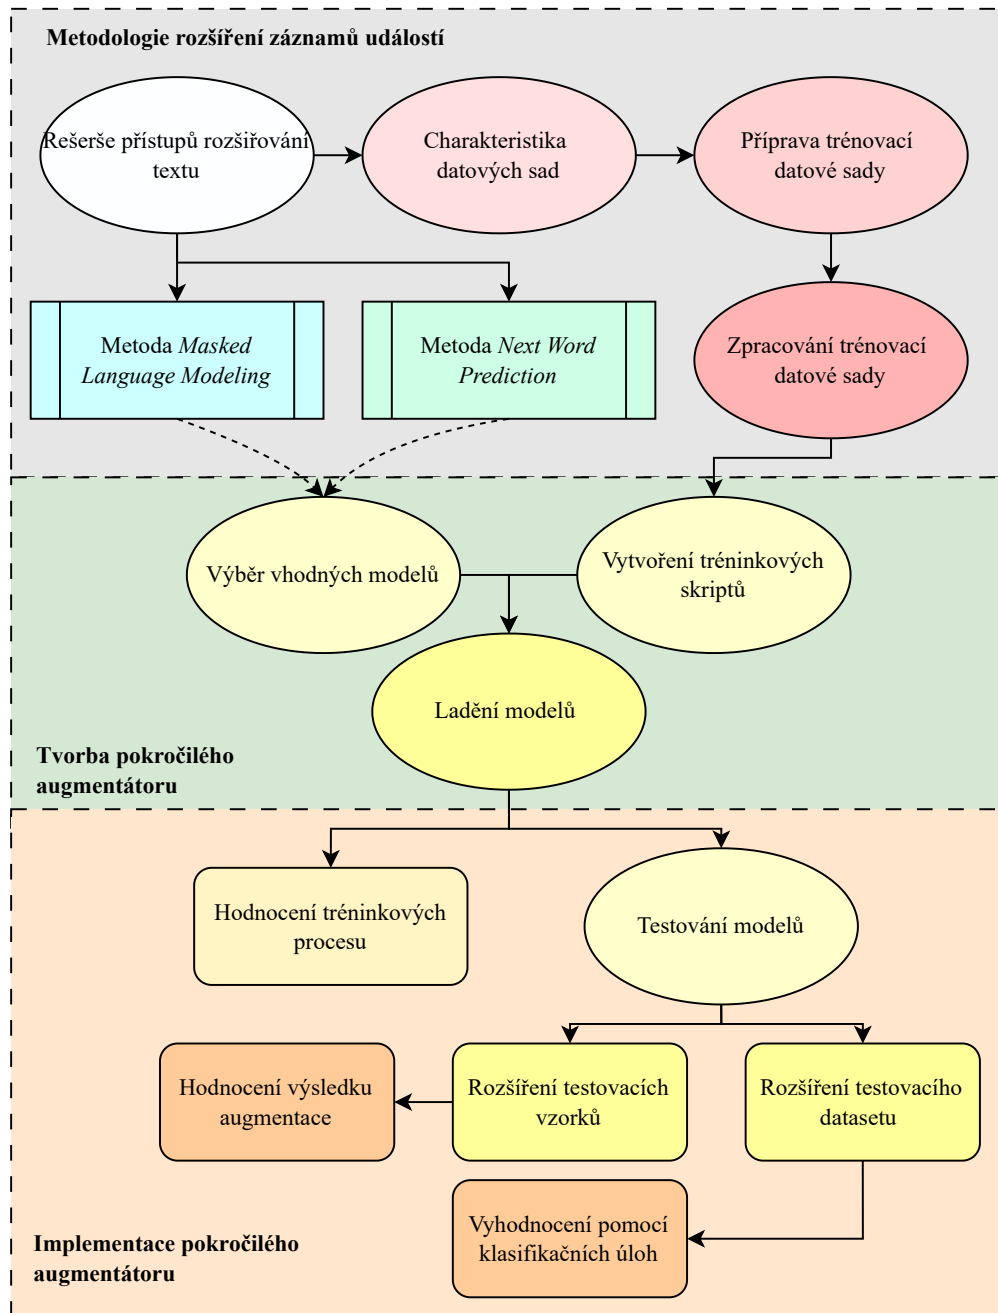 Metodologie rozšíření záznamů událostí
Rešerše přístupů rozšiřování
textu
Charakteristika
datových sad
Příprava trénovací
datové sady
Metoda Masked
Language Modeling
Metoda Next Word
Prediction
Zpracování trénovací
datové sady
Výběr vhodných modelů
Vytvoření tréninkových
skriptů
Ladění modelů
Tvorba pokročilého
augmentátoru
Hodnocení tréninkových
procesu
Testování modelů
Hodnocení výsledku
augmentace
Rozšíření testovacích
vzorků
Rozšíření testovacího
datasetu
Vyhodnocení pomocí
klasifikačních úloh
Implementace pokročilého
augmentátoru